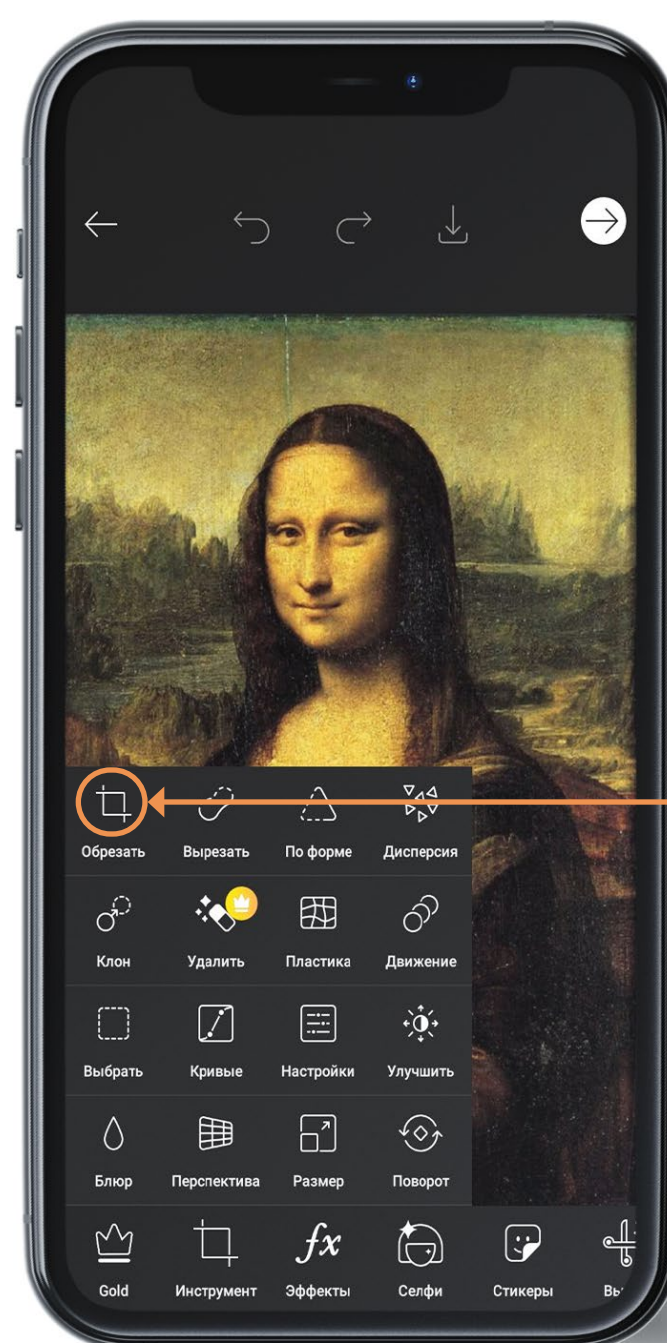 Обрезать Вырезать По форме Дисперсия
Клон Удалить Пластика Движение
Выбрать Кривые Настройки Улучшить
Блюр Перспектива Размер Поворот
Gold Инструмент Эффекты Селфи Стикеры Вы